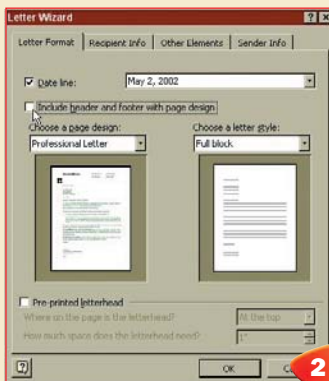 Letter Wizard
Letter Format Recipient Info Other Elements Sender Info
Date line: May 2, 2002
Include header and footer with page design
Choose a page design: Choose a letter style:
Professional Letter Full block
Pre-printed letterhead
Where on the page is the letterhead? At the top
How much space does the letterhead need? 1"
OK
2